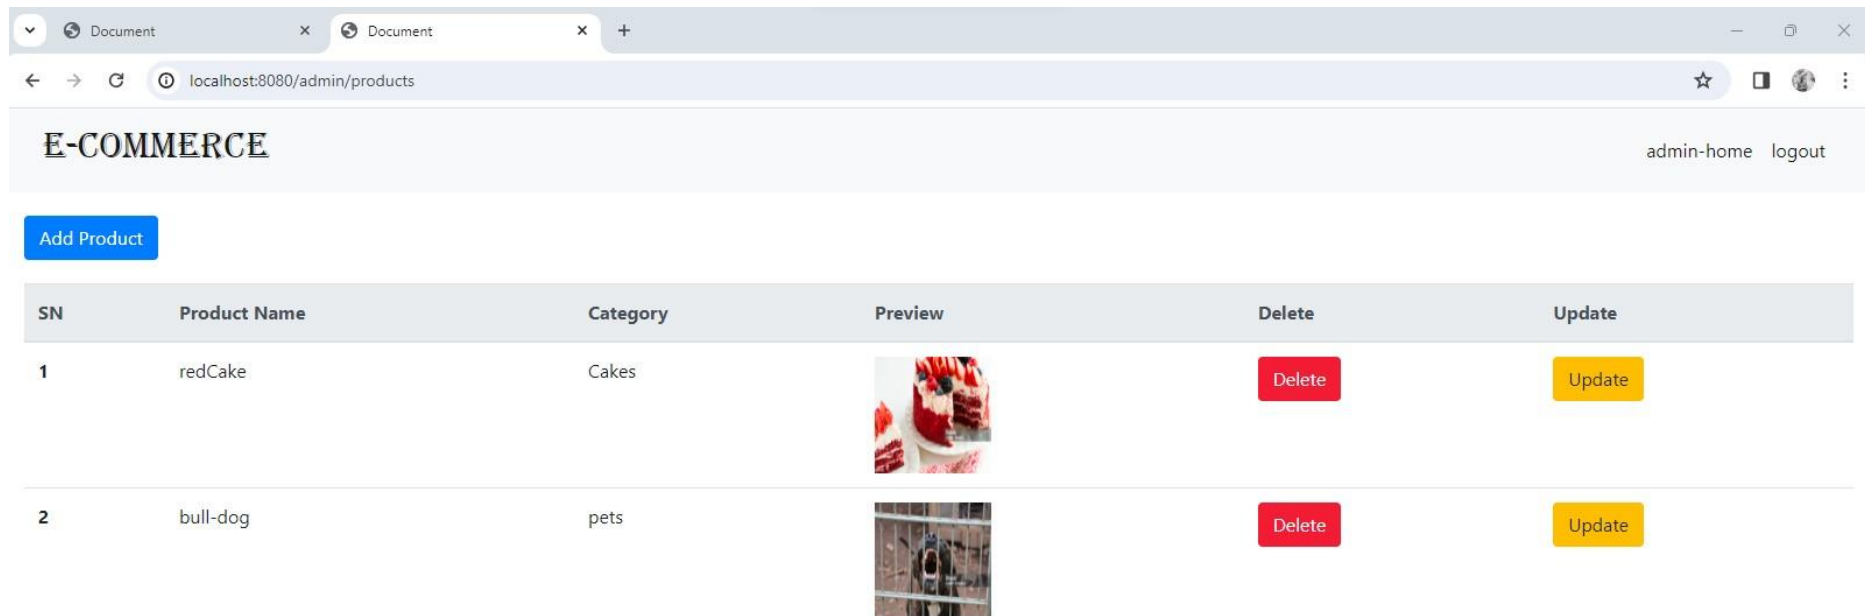 Document Document
localhost:8080/admin/products
E-COMMERCE
admin-home logout
Add Product
SN Product Name Category Preview Delete Update
1 redCake Cakes Delete Update
2 bull-dog pets Delete Update